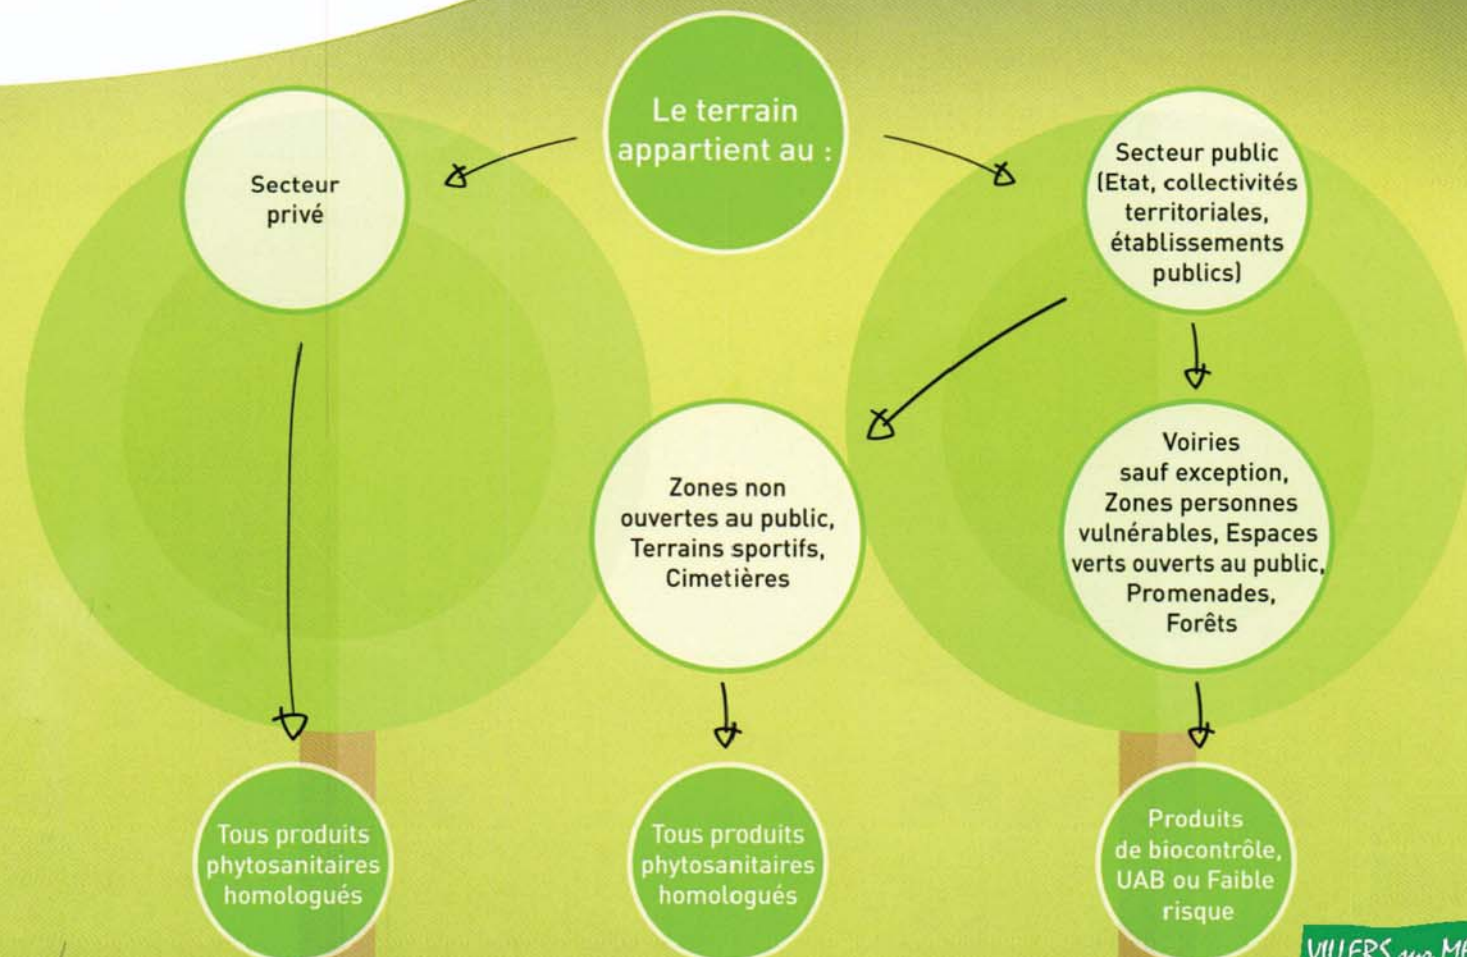 Le terrain
appartient au :
Secteur
privé
Secteur public
(Etat, collectivités
territoriales,
établissements
publics)
Zones non
ouvertes au public,
Terrains sportifs,
Cimetières
Voiries
sauf exception,
Zones personnes
vulnérables, Espaces
verts ouverts au public,
Promenades,
Forêts
Tous produits
phytosanitaires
homologués
Tous produits
phytosanitaires
homologués
Produits
de biocontrôle,
UAB ou Faible
risque
VILLERS sur